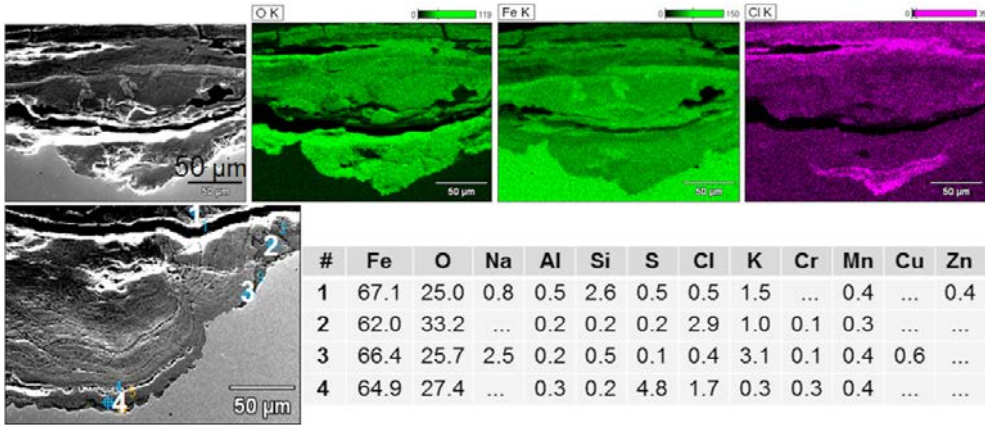 O K 0 119
Fe K 0 150
Cl K 0
50 µm
50 µm
50 µm
50 µm
50 µm
1
2
3
4
50 µm
# Fe O Na Al Si S Cl K Cr Mn Cu Zn
1 67.1 25.0 0.8 0.5 2.6 0.5 0.5 1.5 ... 0.4 ... 0.4
2 62.0 33.2 ... 0.2 0.2 0.2 2.9 1.0 0.1 0.3 ... ...
3 66.4 25.7 2.5 0.2 0.5 0.1 0.4 3.1 0.1 0.4 0.6 ...
4 64.9 27.4 ... 0.3 0.2 4.8 1.7 0.3 0.3 0.4 ... ...